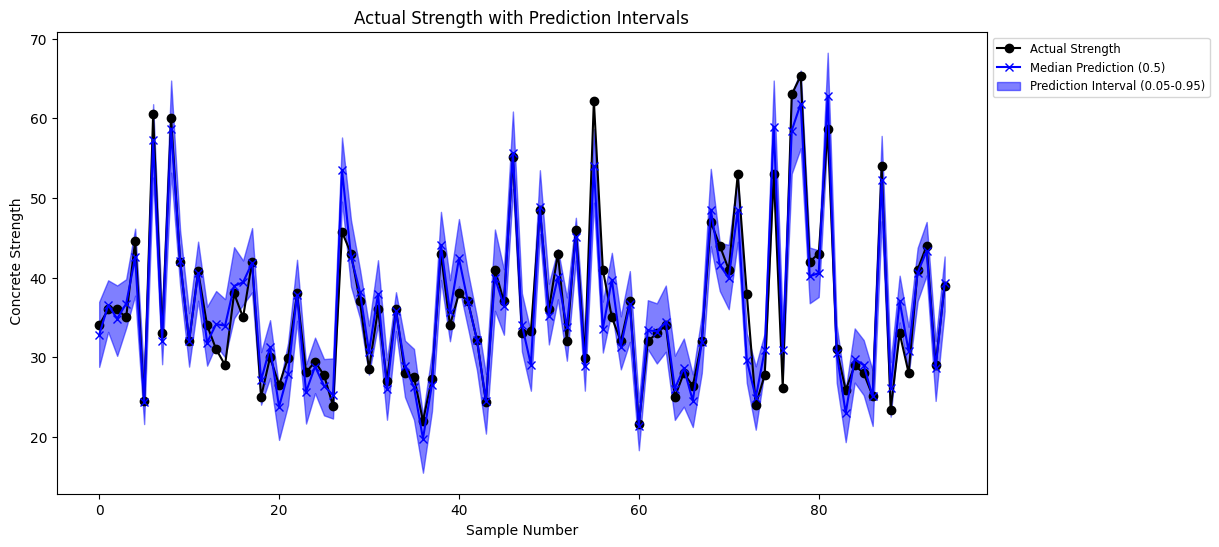 Actual Strength with Prediction Intervals
Actual Strength
Median Prediction (0.5)
Prediction Interval (0.05-0.95)
Concrete Strength
70
60
50
40
30
20
0
20
40
60
80
Sample Number